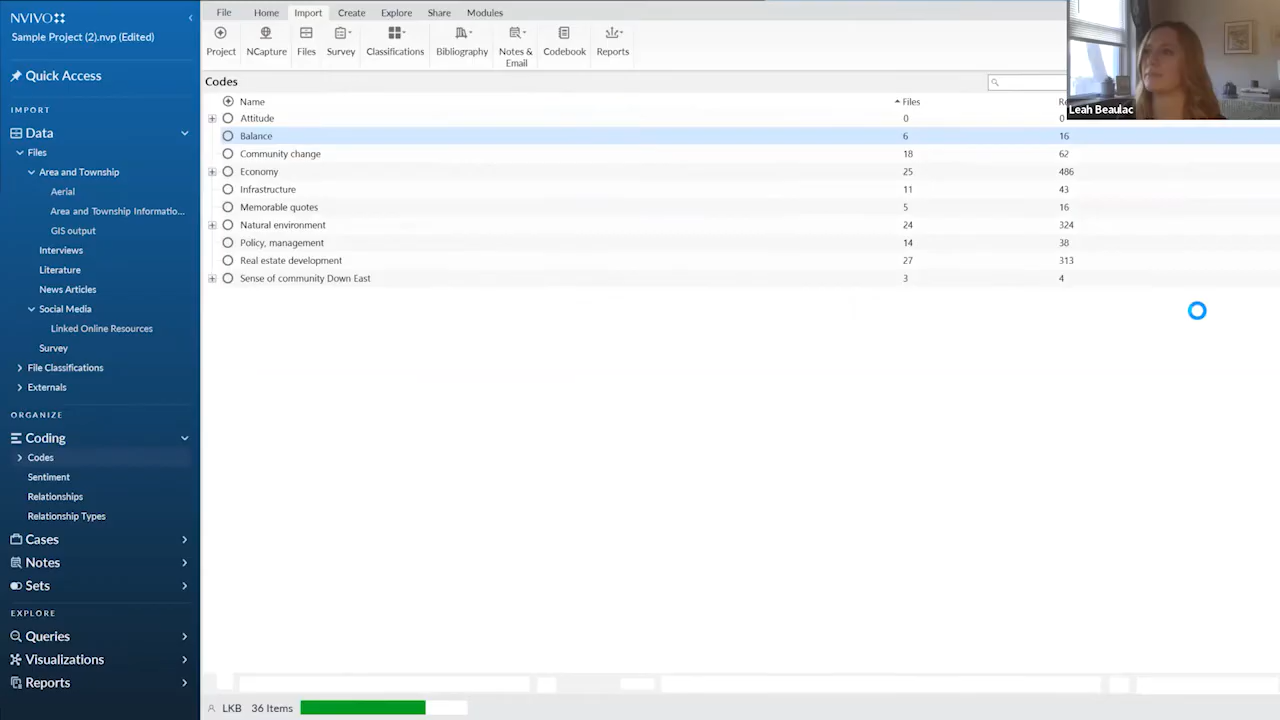 NVIVO
Sample Project (2).nvp (Edited)
Quick Access
IMPORT
Data
Files
Area and Township
Aerial
Area and Township Informatio...
GIS output
Interviews
Literature
News Articles
Social Media
Linked Online Resources
Survey
File Classifications
Externals
ORGANIZE
Coding
Codes
Sentiment
Relationships
Relationship Types
Cases
Notes
Sets
EXPLORE
Queries
Visualizations
Reports
File Home Import Create Explore Share Modules
Project NCapture Files Survey Classifications Bibliography Notes & Email Codebook Reports
Codes
Name Files
Attitude 0 0
Balance 6 16
Community change 18 62
Economy 25 486
Infrastructure 11 43
Memorable quotes 5 16
Natural environment 24 324
Policy, management 14 38
Real estate development 27 313
Sense of community Down East 3 4
Leah Beaulac
LKB 36 Items